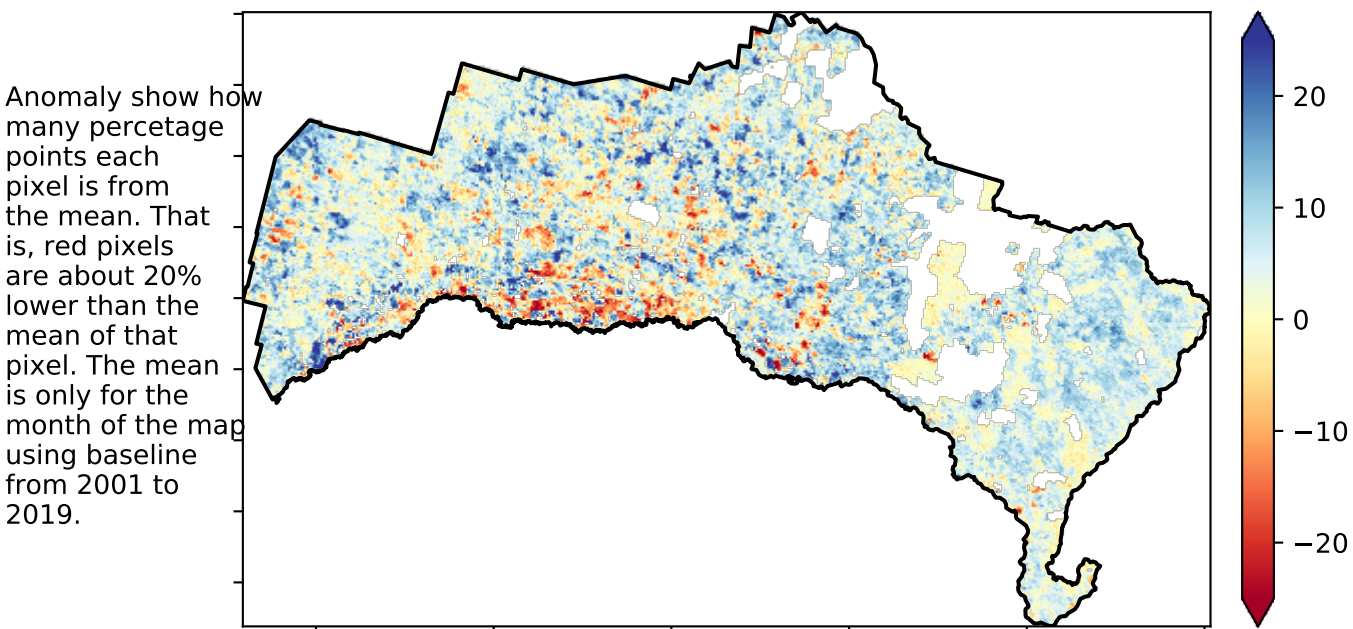 Anomaly show how
many percetage
points each
pixel is from
the mean. That
is, red pixels
are about 20%
lower than the
mean of that
pixel. The mean
is only for the
month of the map
using baseline
from 2001 to
2019.
20
10
0
−10
−20